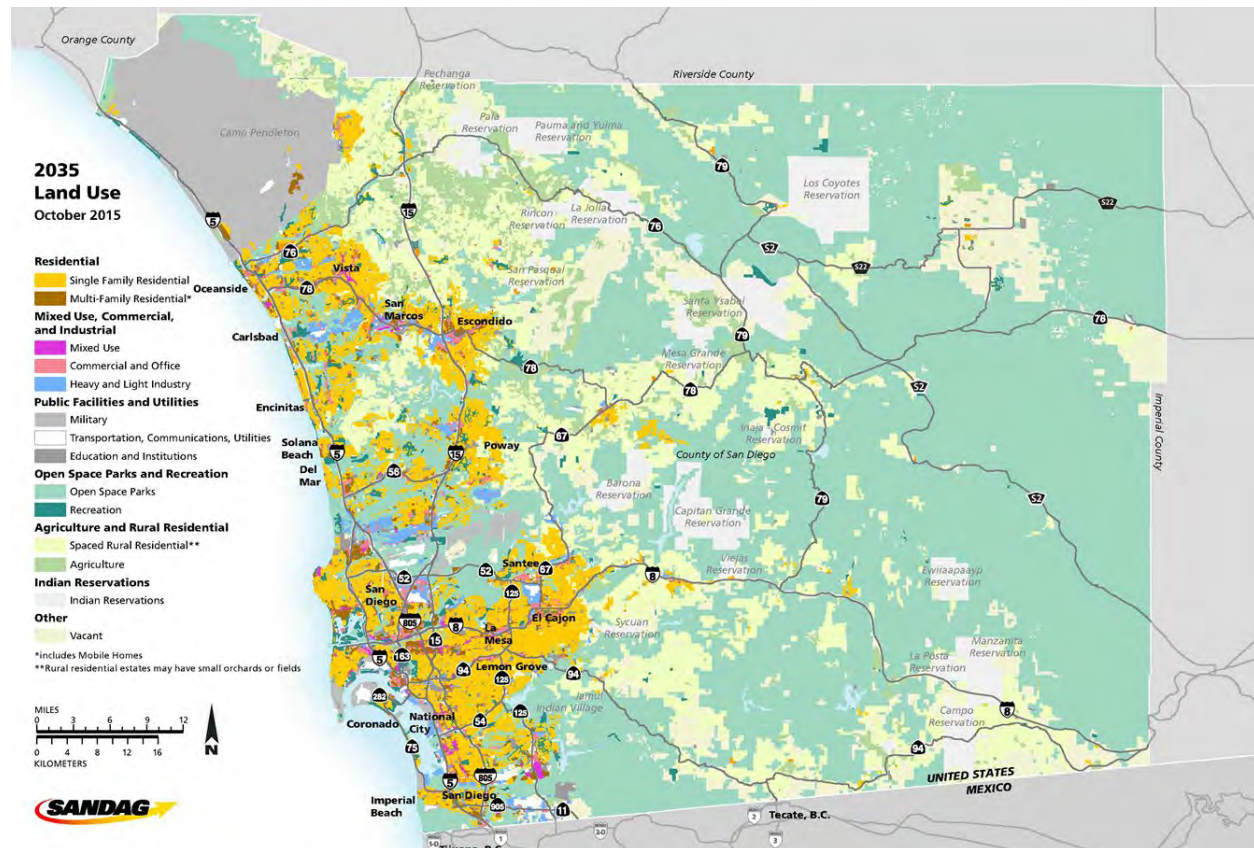 Orange County
Riverside County
Pechanga
Reservation
Pala
Reservation
Pauma and Yuima
Reservation
Camp Pendleton
2035
Land Use
October 2015
Residential
Single Family Residential
Multi-Family Residential*
Mixed Use, Commercial,
and Industrial
Mixed Use
Commercial and Office
Heavy and Light Industry
Public Facilities and Utilities
Military
Transportation, Communications, Utilities
Education and Institutions
Open Space Parks and Recreation
Open Space Parks
Recreation
Agriculture and Rural Residential
Spaced Rural Residential**
Agriculture
Indian Reservations
Indian Reservations
Other
Vacant
*includes Mobile Homes
**Rural residential estates may have small orchards or fields
MILES
0 3 6 9 12
0 4 8 12 16
KILOMETERS
N
SANDAG
79
Los Coyotes
Reservation
5
15
Rincon
Reservation
La Jolla
Reservation
76
S22
76
S2
S22
Oceanside
78
Vista
San Pasqual
Reservation
San
Marcos
Escondido
Santa Ysabel
Reservation
79
78
Carlsbad
Mesa Grande
Reservation
78
78
S2
Encinitas
Inaja - Cosmit
Reservation
Imperial County
Solana
Beach
Del
Mar
5
56
15
Poway
67
County of San Diego
Barona
Reservation
79
S2
Capitan Grande
Reservation
52
52
Santee
67
8
Viejas
Reservation
Ewiiaapaayp
Reservation
San
Diego
125
805
15
8
La
Mesa
El Cajon
Sycuan
Reservation
Manzanita
Reservation
5
163
94
Lemon Grove
125
94
La Posta
Reservation
282
Coronado
National
City
54
125
Jamul
Indian Village
Campo
Reservation
8
75
94
5
805
UNITED STATES
MEXICO
Imperial
Beach
San Diego
905
11
Tecate, B.C.
1-D
1
2-D
2
3